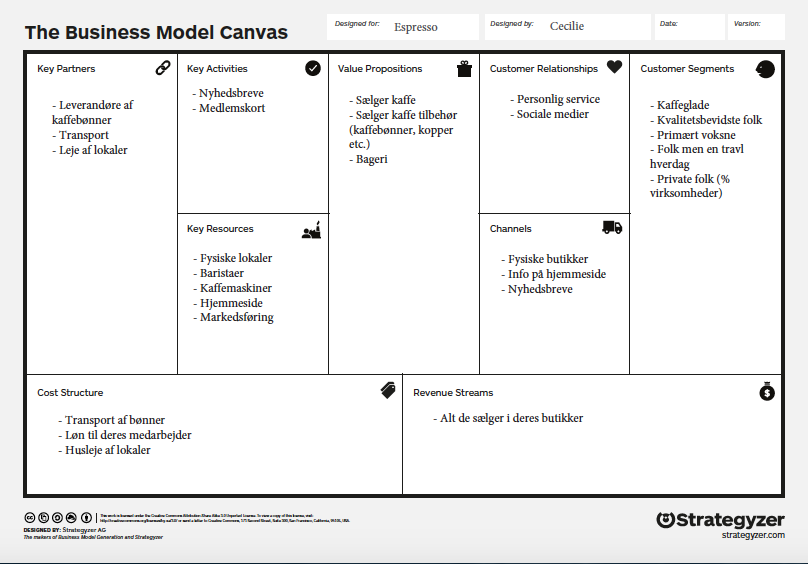 The Business Model Canvas
Designed for:
Espresso
Designed by:
Cecilie
Date:
Version:
Key Partners
- Leverandøre af
kaffebønner
- Transport
- Leje af lokaler
Key Activities
- Nyhedsbreve
- Medlemskort
Key Resources
- Fysiske lokaler
- Baristaer
- Kaffemaskiner
- Hjemmeside
- Markedsføring
Value Propositions
- Sælger kaffe
- Sælger kaffe tilbehør
(kaffebønner, kopper
etc.)
- Bageri
Customer Relationships
- Personlig service
- Sociale medier
Channels
- Fysiske butikker
- Info på hjemmeside
- Nyhedsbreve
Customer Segments
- Kaffeglade
- Kvalitetsbevidste folk
- Primært voksne
- Folk men en travl
hverdag
- Private folk (%
virksomheder)
Cost Structure
- Transport af bønner
- Løn til deres medarbejder
- Husleje af lokaler
Revenue Streams
- Alt de sælger i deres butikker
DESIGNED BY: Strategyzer AG
The makers of Business Model Generation and Strategyzer
Strategyzer
strategyzer.com